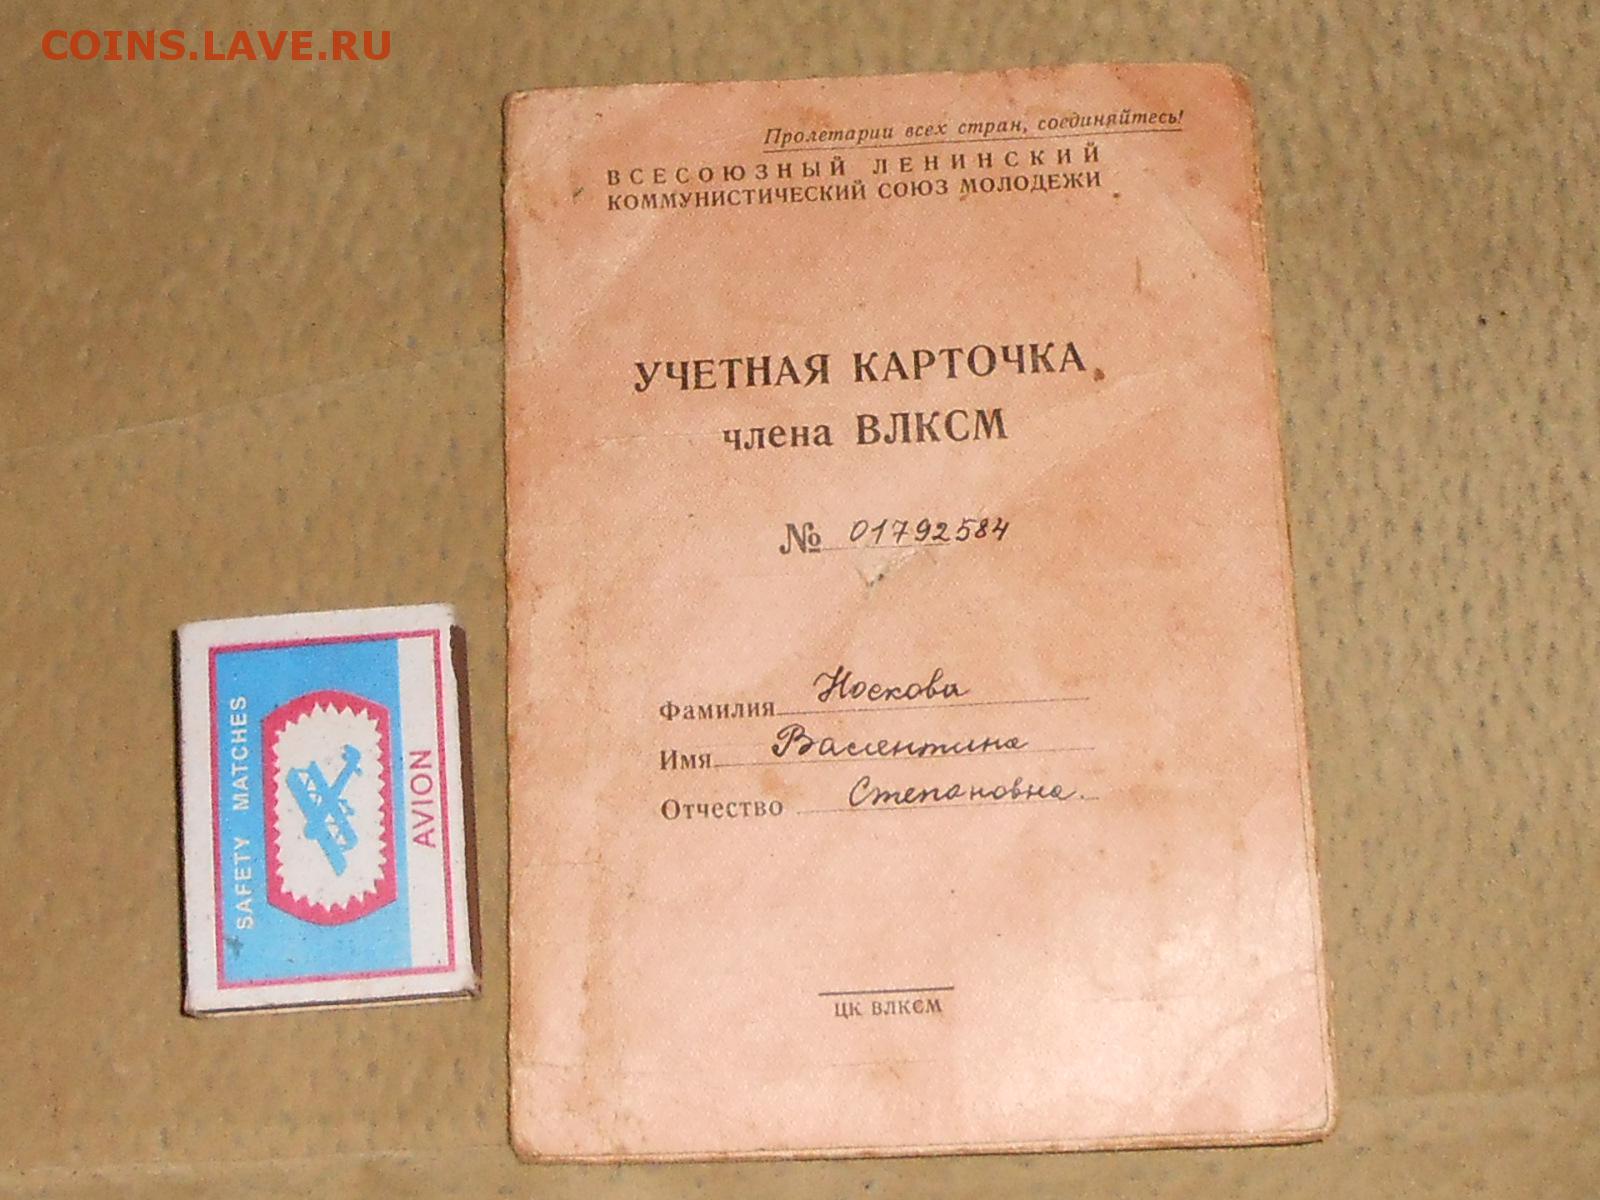 COINS.LAVE.RU
Пролетарии всех стран, соединяйтесь!
ВСЕСОЮЗНЫЙ ЛЕНИНСКИЙ
КОММУНИСТИЧЕСКИЙ СОЮЗ МОЛОДЕЖИ
УЧЕТНАЯ КАРТОЧКА
члена ВЛКСМ
№ 01792584
Фамилия Носкова
Имя Валентина
Отчество Степановна.
ЦК ВЛКСМ
SAFETY MATCHES
AVION